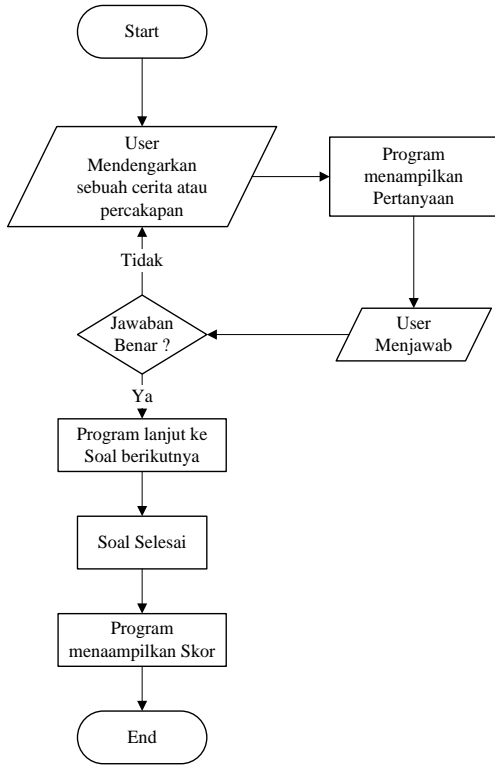 Start
User
Mendengarkan
sebuah cerita atau
percakapan
Program
menampilkan
Pertanyaan
User
Menjawab
Jawaban
Benar ?
Tidak
Ya
Program lanjut ke
Soal berikutnya
Soal Selesai
Program
menaampilkan Skor
End